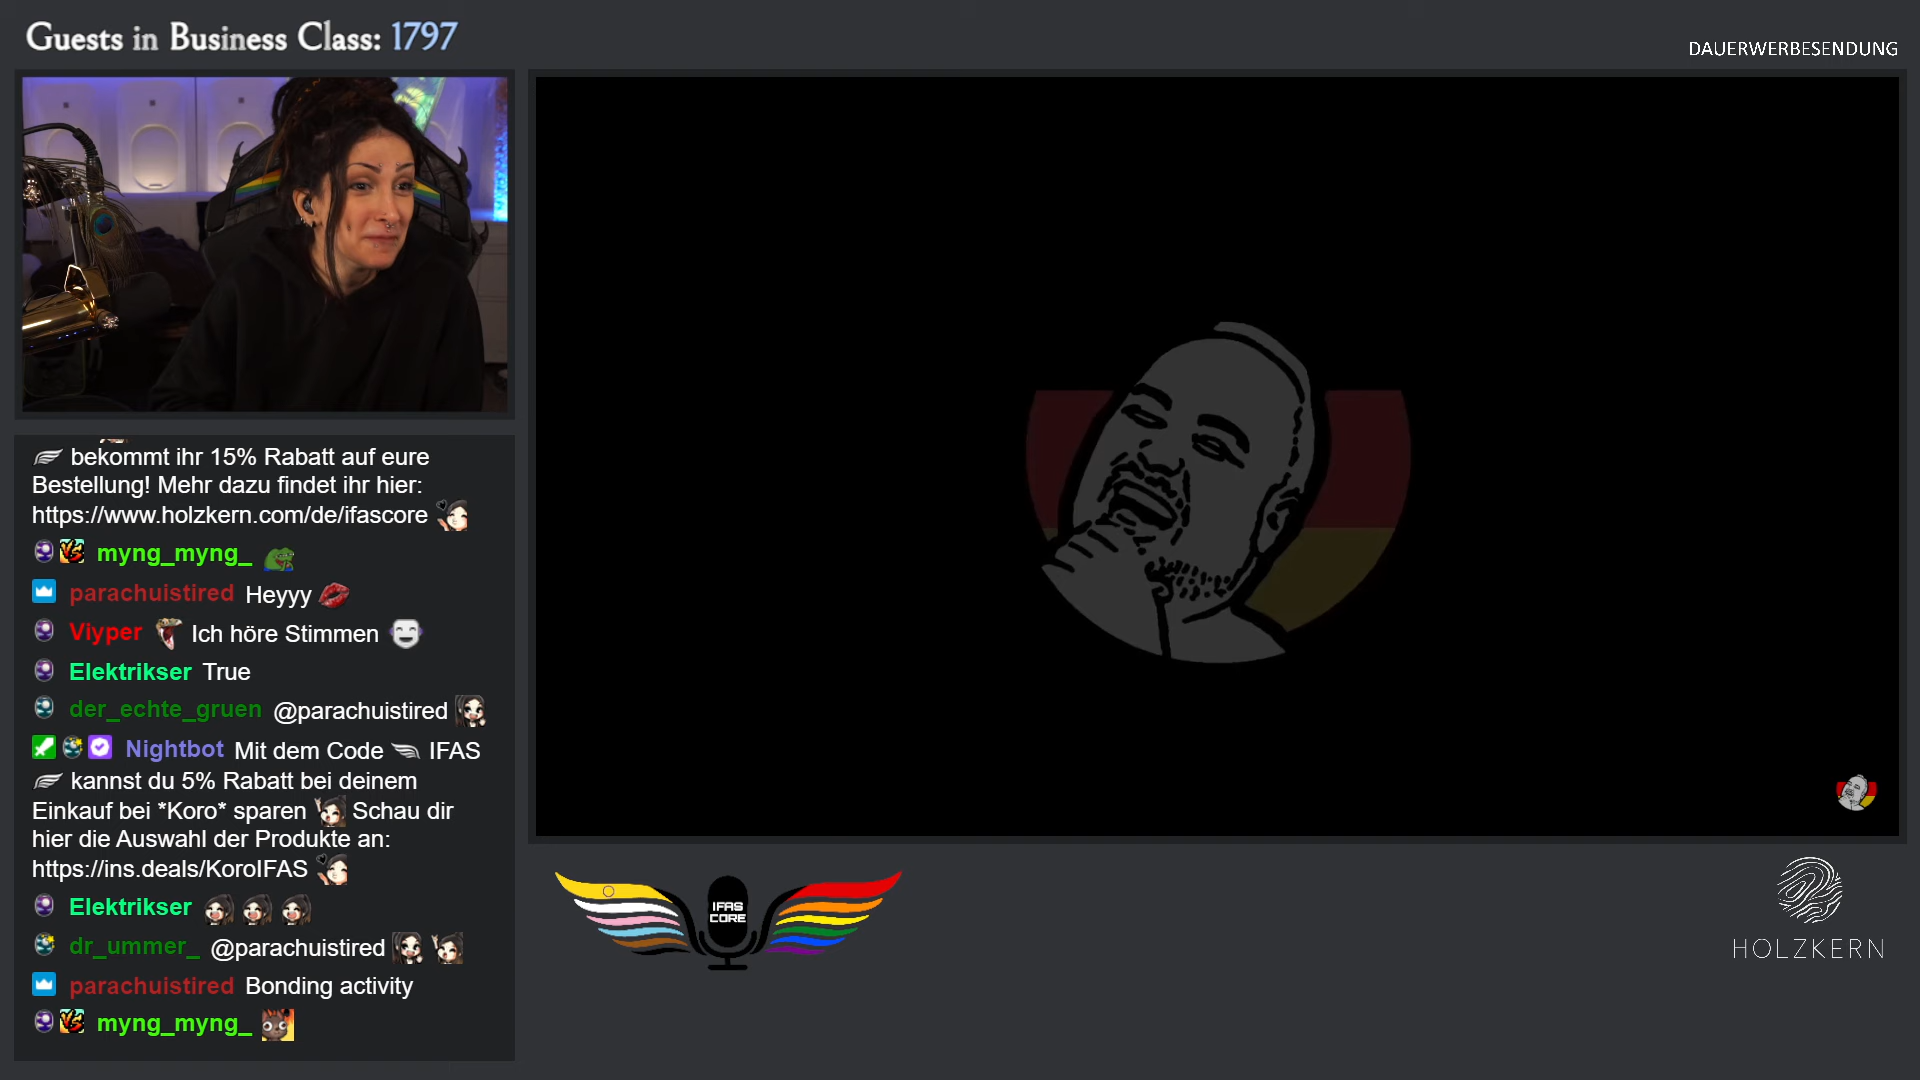 Guests in Business Class: 1797
DAUERWERBESENDUNG
bekommt ihr 15% Rabatt auf eure
Bestellung! Mehr dazu findet ihr hier:
https://www.holzkern.com/de/ifascore
myng_myng_
parachuistired Heyyy
Viyper Ich höre Stimmen
Elektrikser True
der_echte_gruen @parachuistired
Nightbot Mit dem Code IFAS
kannst du 5% Rabatt bei deinem
Einkauf bei *Koro* sparen Schau dir
hier die Auswahl der Produkte an:
https://ins.deals/KoroIFAS
Elektrikser
dr_ummer_ @parachuistired
parachuistired Bonding activity
myng_myng_
IFAS
CORE
HOLZKERN